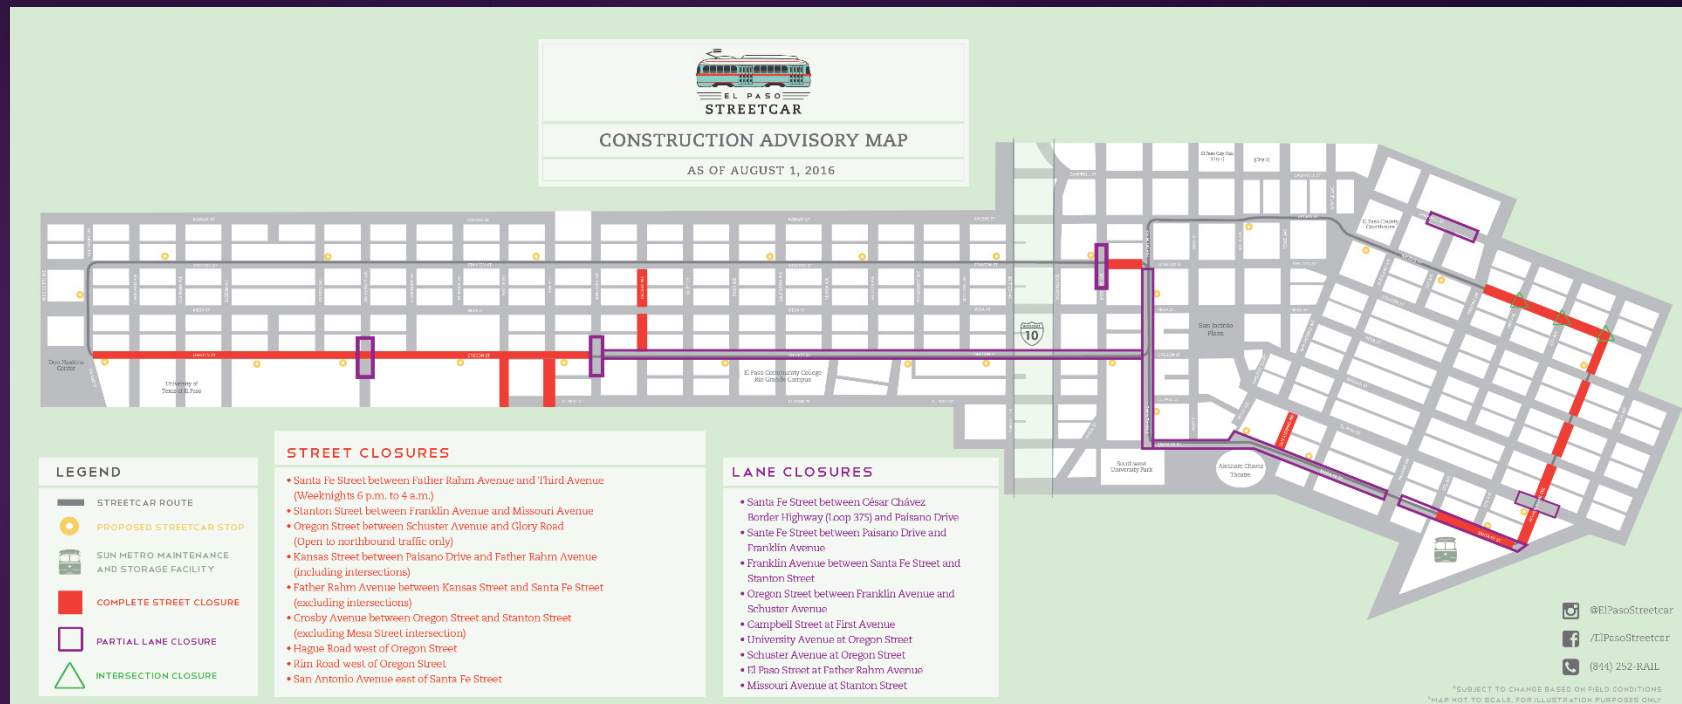 EL PASO
STREETCAR
CONSTRUCTION ADVISORY MAP
AS OF AUGUST 1, 2016
El Paso County
Courthouse
San Jacinto
Plaza
INTERSTATE
10
Don Haskins
Center
University of
Texas at El Paso
El Paso Community College
Rio Grande Campus
Southwest
University Park
Abraham Chavez
Theatre
LEGEND
STREETCAR ROUTE
PROPOSED STREETCAR STOP
SUN METRO MAINTENANCE
AND STORAGE FACILITY
COMPLETE STREET CLOSURE
PARTIAL LANE CLOSURE
INTERSECTION CLOSURE
STREET CLOSURES
• Santa Fe Street between Father Rahm Avenue and Third Avenue
(Weeknights 6 p.m. to 4 a.m.)
• Stanton Street between Franklin Avenue and Missouri Avenue
• Oregon Street between Schuster Avenue and Glory Road
(Open to northbound traffic only)
• Kansas Street between Paisano Drive and Father Rahm Avenue
(including intersections)
• Father Rahm Avenue between Kansas Street and Santa Fe Street
(excluding intersections)
• Crosby Avenue between Oregon Street and Stanton Street
(excluding Mesa Street intersection)
• Hague Road west of Oregon Street
• Rim Road west of Oregon Street
• San Antonio Avenue east of Santa Fe Street
LANE CLOSURES
• Santa Fe Street between César Chávez
Border Highway (Loop 375) and Paisano Drive
• Sante Fe Street between Paisano Drive and
Franklin Avenue
• Franklin Avenue between Santa Fe Street and
Stanton Street
• Oregon Street between Franklin Avenue and
Schuster Avenue
• Campbell Street at First Avenue
• University Avenue at Oregon Street
• Schuster Avenue at Oregon Street
• El Paso Street at Father Rahm Avenue
• Missouri Avenue at Stanton Street
@ElPasoStreetcar
/ElPasoStreetcar
(844) 252-RAIL
*SUBJECT TO CHANGE BASED ON FIELD CONDITIONS
*MAP NOT TO SCALE, FOR ILLUSTRATION PURPOSES ONLY